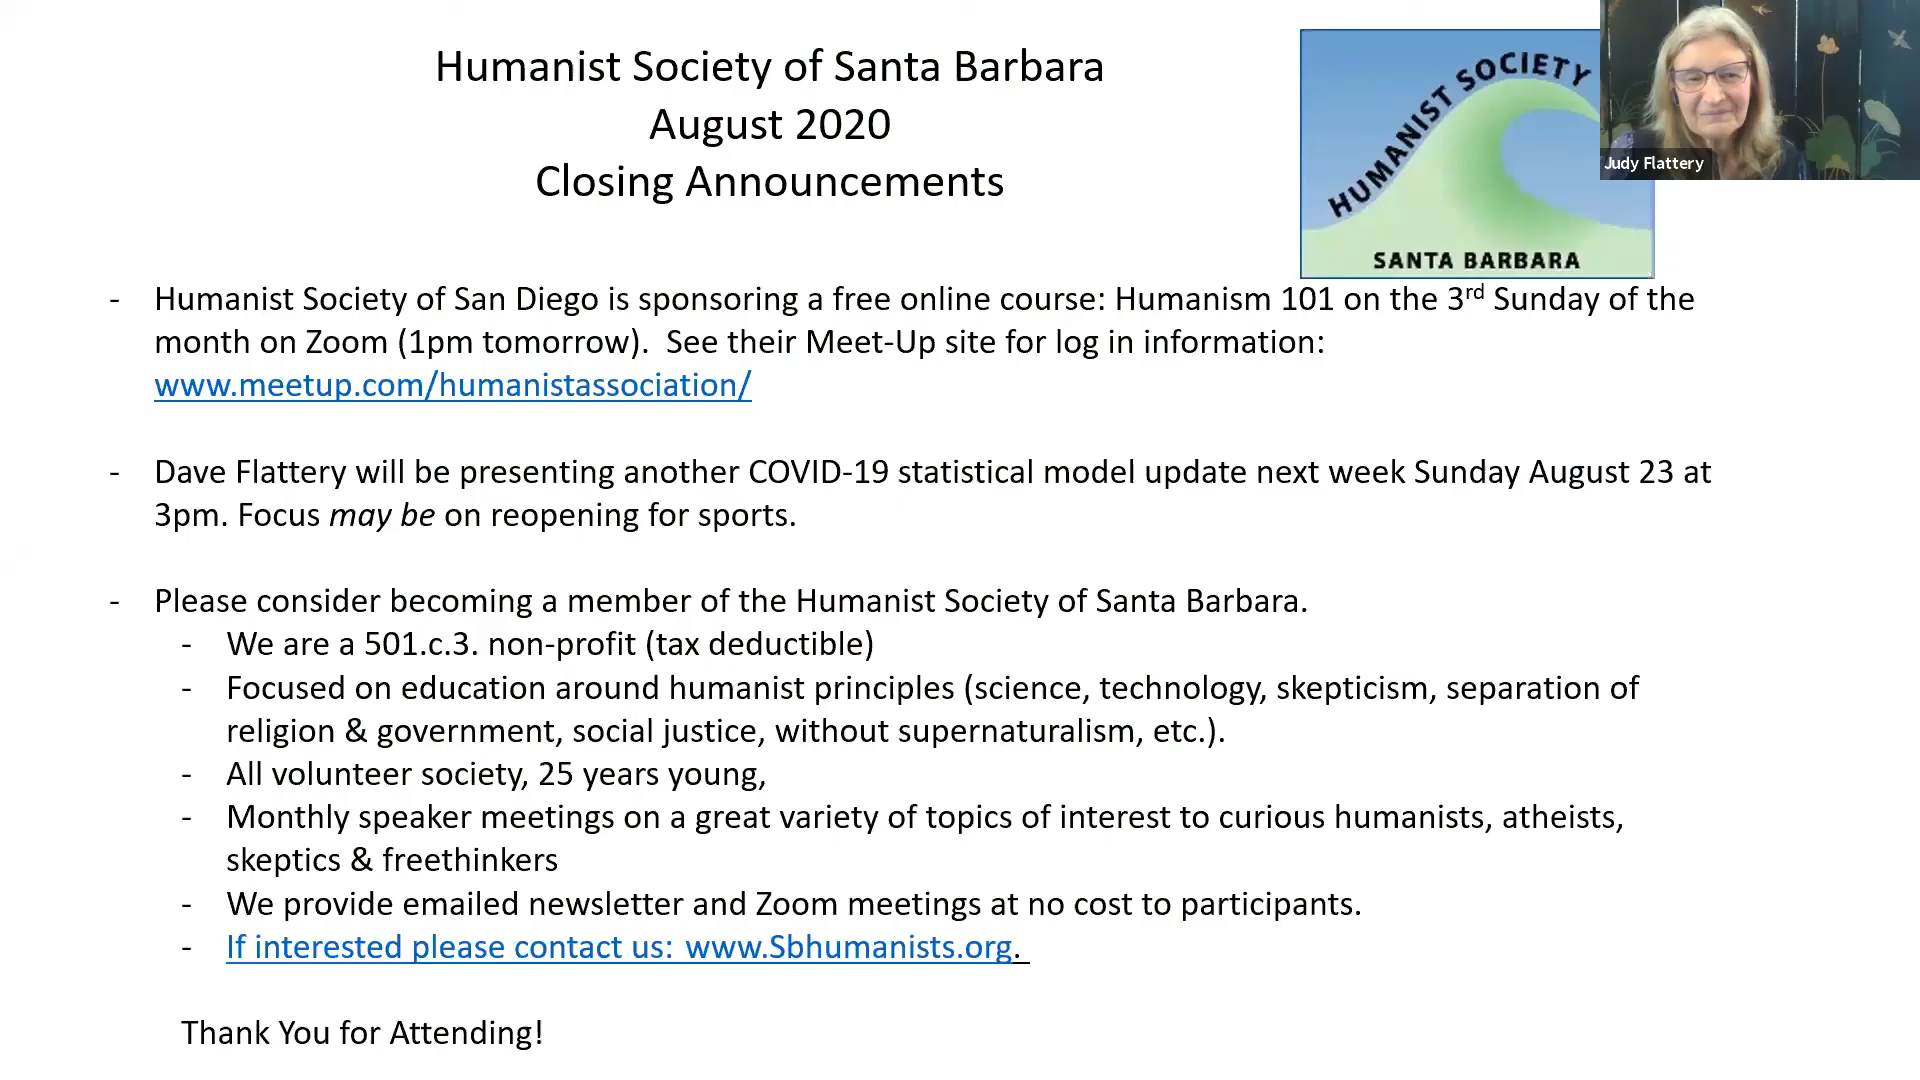 Humanist Society of Santa Barbara
August 2020
Closing Announcements
HUMANIST SOCIETY
SANTA BARBARA
Judy Flattery
- Humanist Society of San Diego is sponsoring a free online course: Humanism 101 on the 3rd Sunday of the
month on Zoom (1pm tomorrow).  See their Meet-Up site for log in information:
www.meetup.com/humanistassociation/
- Dave Flattery will be presenting another COVID-19 statistical model update next week Sunday August 23 at
3pm. Focus may be on reopening for sports.
- Please consider becoming a member of the Humanist Society of Santa Barbara.
- We are a 501.c.3. non-profit (tax deductible)
- Focused on education around humanist principles (science, technology, skepticism, separation of
religion & government, social justice, without supernaturalism, etc.).
- All volunteer society, 25 years young,
- Monthly speaker meetings on a great variety of topics of interest to curious humanists, atheists,
skeptics & freethinkers
- We provide emailed newsletter and Zoom meetings at no cost to participants.
- If interested please contact us: www.Sbhumanists.org.
Thank You for Attending!